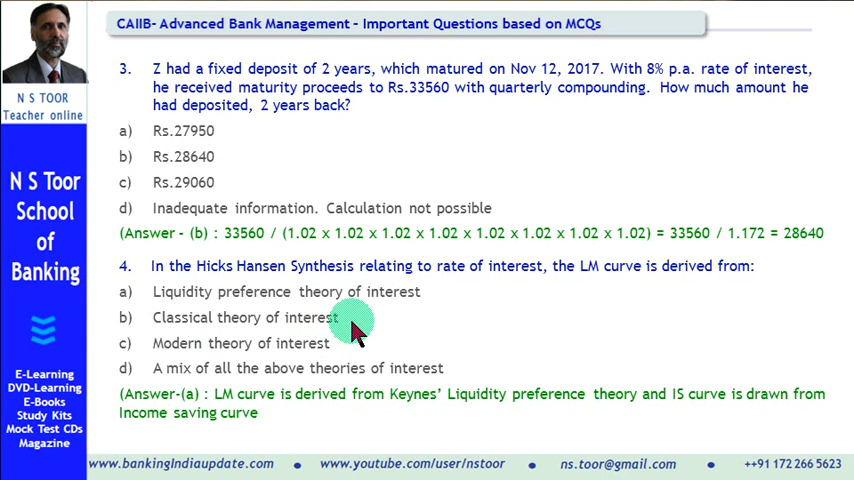 CAIIB- Advanced Bank Management – Important Questions based on MCQs
N S TOOR
Teacher online
N S Toor
School
of
Banking
E-Learning
DVD-Learning
E-Books
Study Kits
Mock Test CDs
Magazine
3. Z had a fixed deposit of 2 years, which matured on Nov 12, 2017. With 8% p.a. rate of interest,
he received maturity proceeds to Rs.33560 with quarterly compounding. How much amount he
had deposited, 2 years back?
a) Rs.27950
b) Rs.28640
c) Rs.29060
d) Inadequate information. Calculation not possible
(Answer – (b) : 33560 / (1.02 x 1.02 x 1.02 x 1.02 x 1.02 x 1.02 x 1.02 x 1.02) = 33560 / 1.172 = 28640
4. In the Hicks Hansen Synthesis relating to rate of interest, the LM curve is derived from:
a) Liquidity preference theory of interest
b) Classical theory of interest
c) Modern theory of interest
d) A mix of all the above theories of interest
(Answer-(a) : LM curve is derived from Keynes’ Liquidity preference theory and IS curve is drawn from
Income saving curve
www.bankingIndiaupdate.com ● www.youtube.com/user/nstoor ● ns.toor@gmail.com ● ++91 172 266 5623